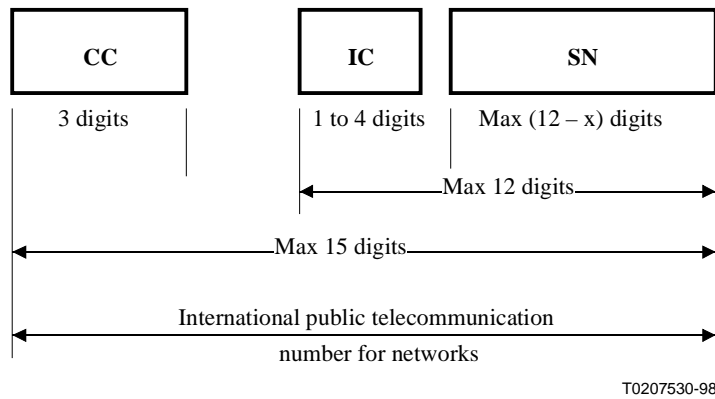 CC IC SN
3 digits 1 to 4 digits Max (12 – x) digits
Max 12 digits
Max 15 digits
International public telecommunication
number for networks
T0207530-98